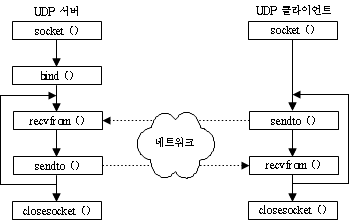 UDP 서버
socket ()
bind ()
recvfrom ()
sendto ()
closesocket ()
네트워크
UDP 클라이언트
socket ()
sendto ()
recvfrom ()
closesocket ()